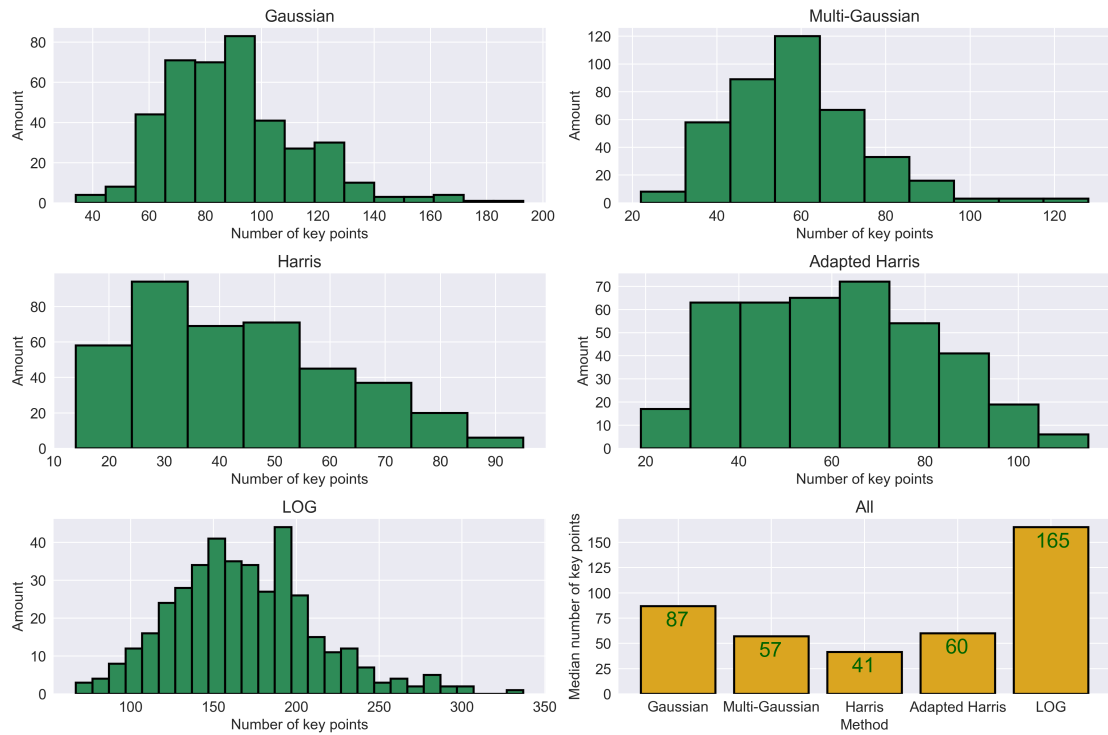 Gaussian
80
60
40
20
0
Amount
40 60 80 100 120 140 160 180 200
Number of key points
Multi-Gaussian
120
100
80
60
40
20
0
Amount
20 40 60 80 100 120
Number of key points
Harris
80
60
40
20
0
Amount
10 20 30 40 50 60 70 80 90
Number of key points
Adapted Harris
70
60
50
40
30
20
10
0
Amount
20 40 60 80 100
Number of key points
LOG
40
30
20
10
0
Amount
100 150 200 250 300 350
Number of key points
All
150
125
100
75
50
25
0
Median number of key points
87
57
41
60
165
Gaussian Multi-Gaussian Harris Adapted Harris LOG
Method